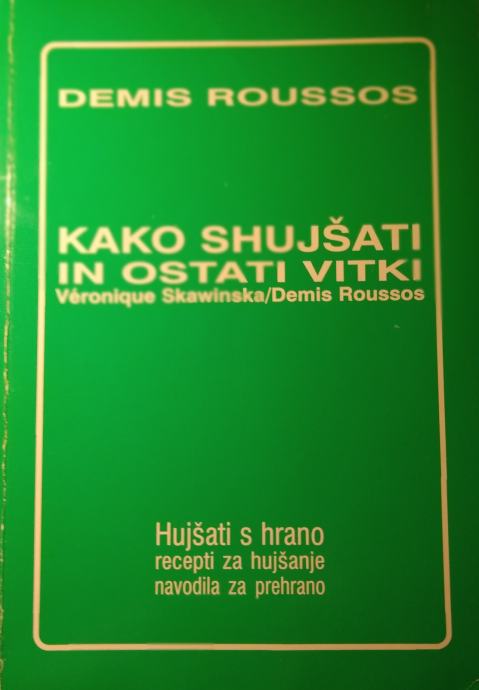 DEMIS ROUSSOS
KAKO SHUJŠATI
IN OSTATI VITKI
Véronique Skawinska/Demis Roussos
Hujšati s hrano
recepti za hujšanje
navodila za prehrano